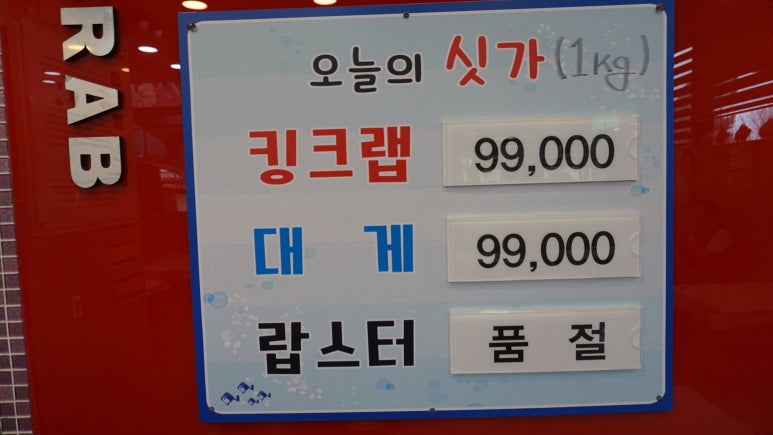 RAB
오늘의 싯가 (1kg)
킹크랩 99,000
대 게 99,000
랍스터 품 절